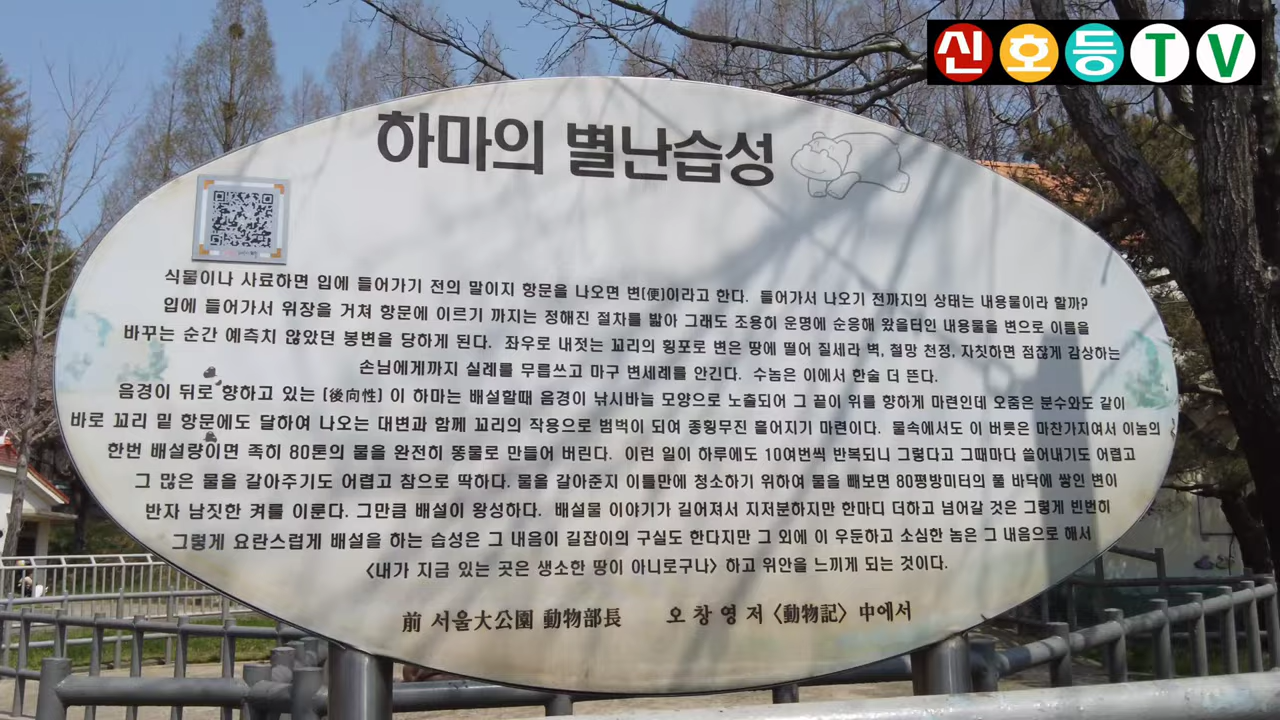 신호등TV
하마의 별난습성
식물이나 사료하면 입에 들어가기 전의 말이지 항문을 나오면 변(便)이라고 한다. 들어가서 나오기 전까지의 상태는 내용물이라 할까?
입에 들어가서 위장을 거쳐 항문에 이르기 까지는 정해진 절차를 밟아 그래도 조용히 운명에 순응해 왔을터인 내용물을 변으로 이름을
바꾸는 순간 예측치 않았던 봉변을 당하게 된다. 좌우로 내젓는 꼬리의 횡포로 변은 땅에 떨어 질세라 벽, 철망 천정, 자칫하면 점잖게 감상하는
손님에게까지 실례를 무릅쓰고 마구 변세례를 안긴다. 수놈은 이에서 한술 더 뜬다.
음경이 뒤로 향하고 있는 [後向性] 이 하마는 배설할때 음경이 낚시바늘 모양으로 노출되어 그 끝이 위를 향하게 마련인데 오줌은 분수와도 같이
바로 꼬리 밑 항문에도 달하여 나오는 대변과 함께 꼬리의 작용으로 범벅이 되여 종횡무진 흩어지기 마련이다. 물속에서도 이 버릇은 마찬가지여서 이놈의
한번 배설량이면 족히 80톤의 물을 완전히 똥물로 만들어 버린다. 이런 일이 하루에도 10여번씩 반복되니 그렇다고 그때마다 쓸어내기도 어렵고
그 많은 물을 갈아주기도 어렵고 참으로 딱하다. 물을 갈아준지 이틀만에 청소하기 위하여 물을 빼보면 80평방미터의 풀 바닥에 쌓인 변이
반자 남짓한 켜를 이룬다. 그만큼 배설이 왕성하다. 배설물 이야기가 길어져서 지저분하지만 한마디 더하고 넘어갈 것은 그렇게 빈번히
그렇게 요란스럽게 배설을 하는 습성은 그 내음이 길잡이의 구실도 한다지만 그 외에 이 우둔하고 소심한 놈은 그 내음으로 해서
〈내가 지금 있는 곳은 생소한 땅이 아니로구나〉 하고 위안을 느끼게 되는 것이다.
前 서울大公園 動物部長 오창영저〈動物記〉中에서